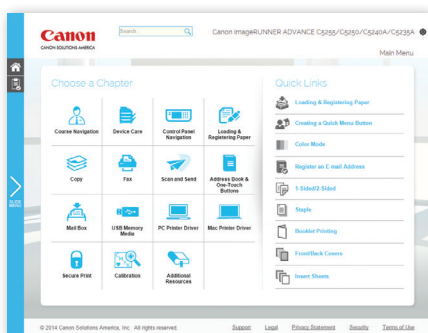 Canon
CANON SOLUTIONS AMERICA
Search...
Canon imageRUNNER ADVANCE C5255/C5250/C5240A/C5235A
Main Menu
Choose a Chapter
Course Navigation
Device Care
Control Panel
Navigation
Loading &
Registering Paper
Copy
Fax
Scan and Send
Address Book &
One-Touch
Buttons
Mail Box
USB Memory
Media
PC Printer Driver
Mac Printer Driver
Secure Print
Calibration
Additional
Resources
Quick Links
Loading & Registering Paper
Creating a Quick Menu Button
Color Mode
Register an E-mail Address
1-Sided/2-Sided
Staple
Booklet Printing
Front/Back Covers
Insert Sheets
SLIDE
MENU
© 2014 Canon Solutions America, Inc. All rights reserved.
Support Legal Privacy Statement Security Terms of Use